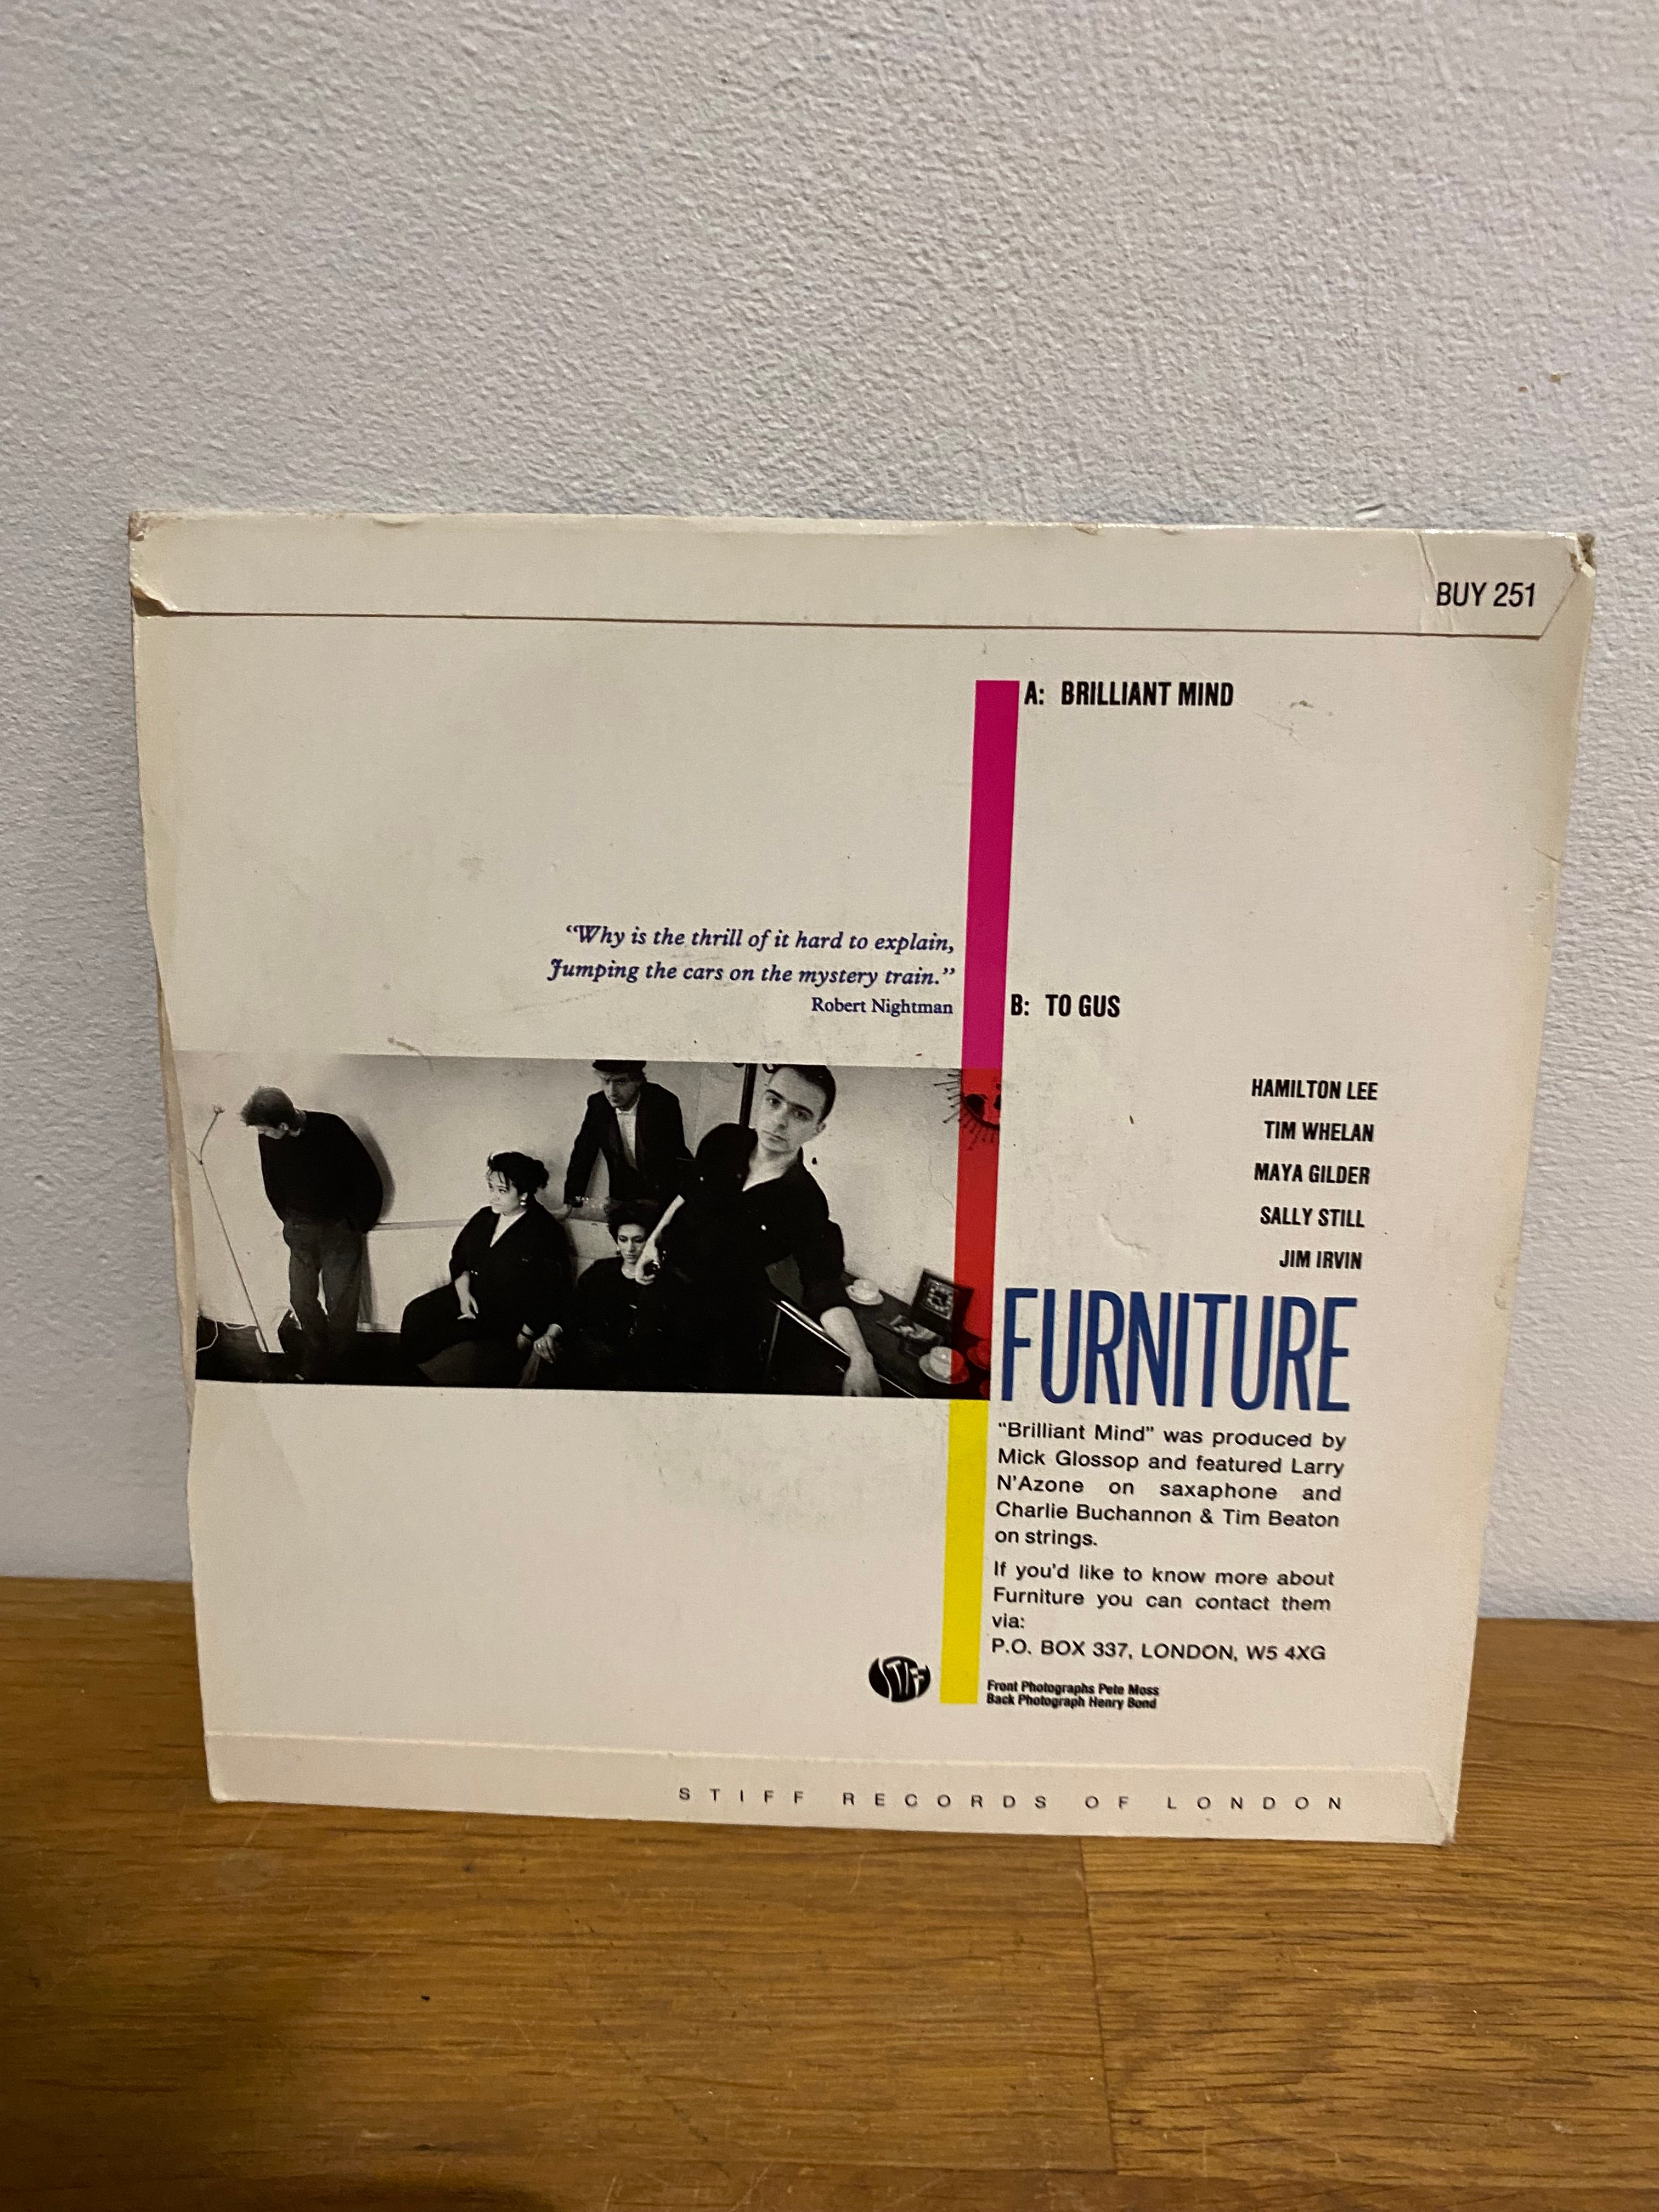 BUY 251
A: BRILLIANT MIND
“Why is the thrill of it hard to explain,
Jumping the cars on the mystery train.”
Robert Nightman
B: TO GUS
HAMILTON LEE
TIM WHELAN
MAYA GILDER
SALLY STILL
JIM IRVIN
FURNITURE
“Brilliant Mind” was produced by
Mick Glossop and featured Larry
N’Azone on saxaphone and
Charlie Buchannon & Tim Beaton
on strings.
If you’d like to know more about
Furniture you can contact them
via:
P.O. BOX 337, LONDON, W5 4XG
STIFF
Front Photographs Pete Moss
Back Photograph Henry Bond
STIFF RECORDS OF LONDON